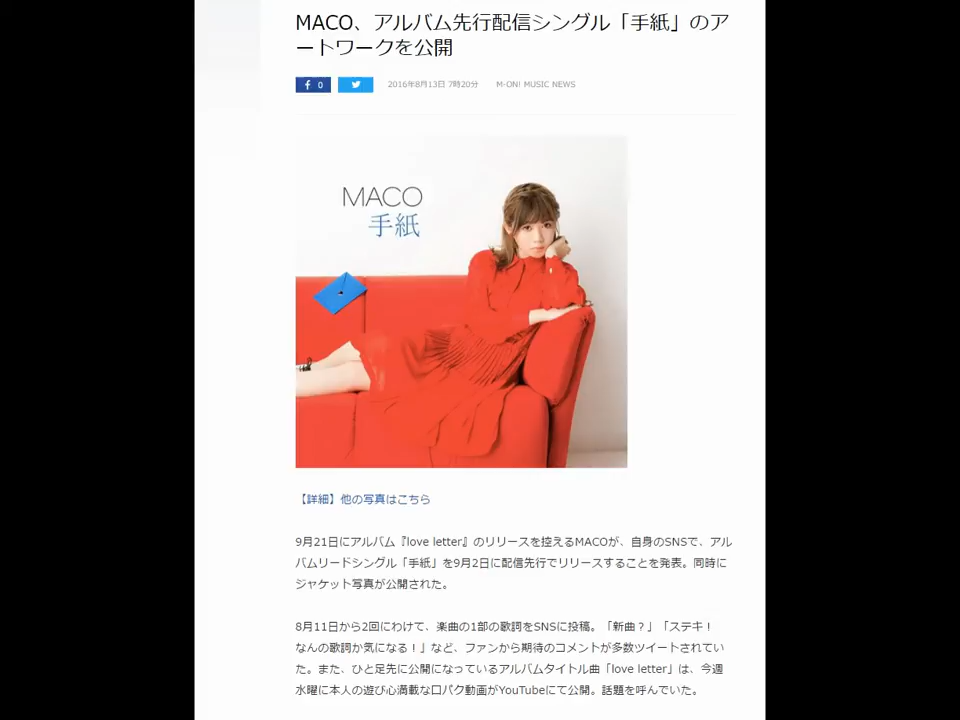 MACO、アルバム先行配信シングル「手紙」のア
ートワークを公開
0
2016年8月13日 7時20分 M-ON! MUSIC NEWS
MACO
手紙
【詳細】他の写真はこちら
9月21日にアルバム『love letter』のリリースを控えるMACOが、自身のSNSで、アル
バムリードシングル「手紙」を9月2日に配信先行でリリースすることを発表。同時に
ジャケット写真が公開された。
8月11日から2回にわけて、楽曲の1部の歌詞をSNSに投稿。「新曲？」「ステキ！
なんの歌詞か気になる！」など、ファンから期待のコメントが多数ツイートされてい
た。また、ひと足先に公開になっているアルバムタイトル曲「love letter」は、今週
水曜に本人の遊び心満載な口パク動画がYouTubeにて公開。話題を呼んでいた。